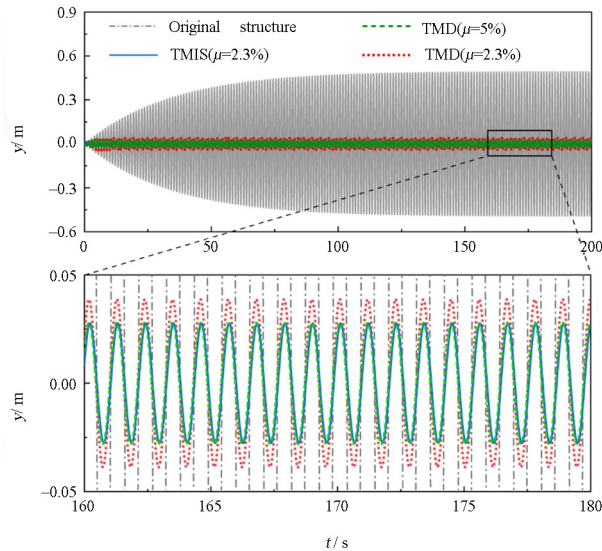 Original structure
TMD(μ=5%)
TMIS(μ=2.3%)
TMD(μ=2.3%)
0.9
0.6
0.3
0.0
−0.3
−0.6
y/ m
0
50
100
150
200
0.05
0.00
−0.05
y/ m
160
165
170
175
180
t / s